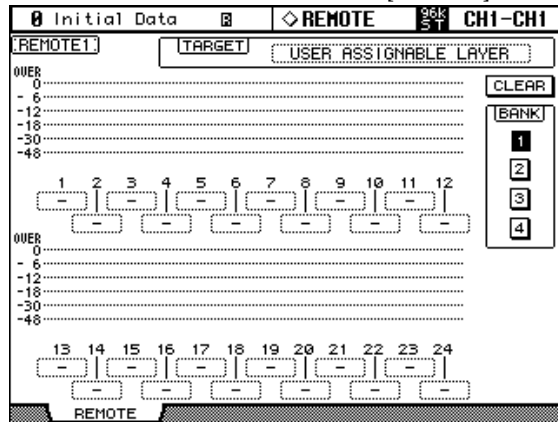 0 Initial Data R ◇REMOTE 96k ST CH1-CH1
REMOTE1 TARGET USER ASSIGNABLE LAYER
CLEAR
BANK
1
2
3
4
OVER
0
- 6
-12
-18
-30
-48
1 2 3 4 5 6 7 8 9 10 11 12
- - - - - -
- - - - - -
OVER
0
- 6
-12
-18
-30
-48
13 14 15 16 17 18 19 20 21 22 23 24
- - - - - -
- - - - - -
REMOTE